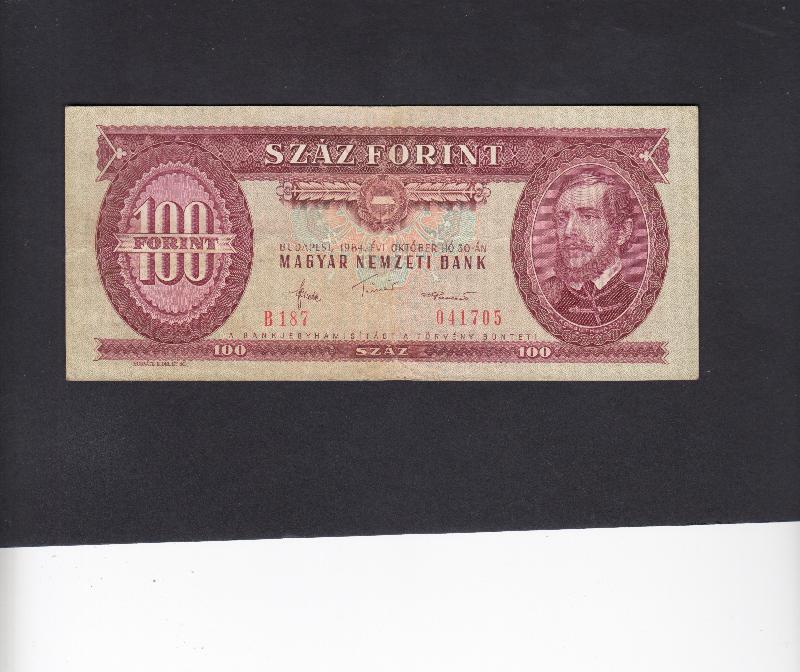 SZÁZ FORINT
100
FORINT
100
BUDAPEST, 1984. ÉVI OKTÓBER HÓ 30-ÁN
MAGYAR NEMZETI BANK
B 187 041705
A BANKJEGYHAMISÍTÁST A TÖRVÉNY BÜNTETI
100 SZÁZ 100